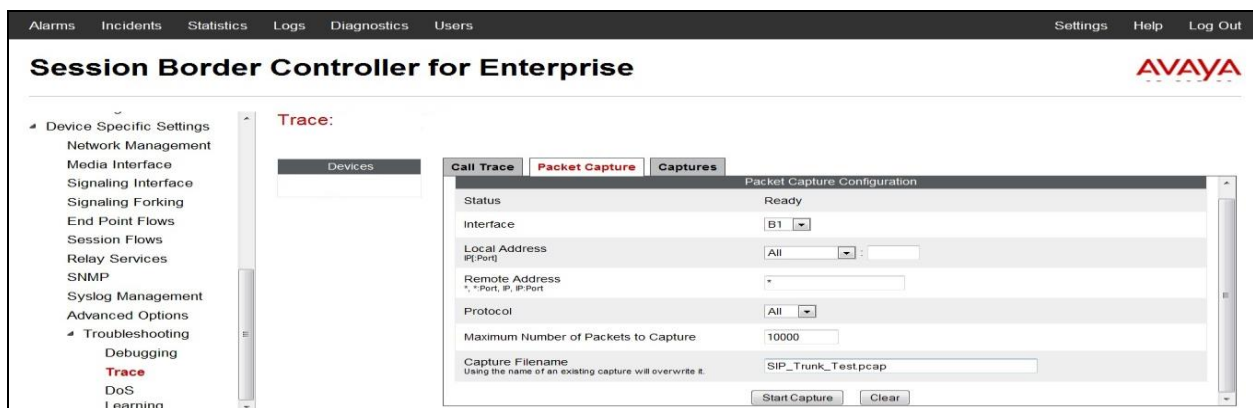 Alarms Incidents Statistics Logs Diagnostics Users Settings Help Log Out
Session Border Controller for Enterprise
AVAYA
Device Specific Settings
Network Management
Media Interface
Signaling Interface
Signaling Forking
End Point Flows
Session Flows
Relay Services
SNMP
Syslog Management
Advanced Options
Troubleshooting
Debugging
Trace
DoS
Learning
Trace:
Devices
Call Trace Packet Capture Captures
Packet Capture Configuration
Status Ready
Interface B1
Local Address All :
IP[:Port]
Remote Address *
*, *:Port, IP, IP:Port
Protocol All
Maximum Number of Packets to Capture 10000
Capture Filename SIP_Trunk_Test.pcap
Using the name of an existing capture will overwrite it.
Start Capture Clear